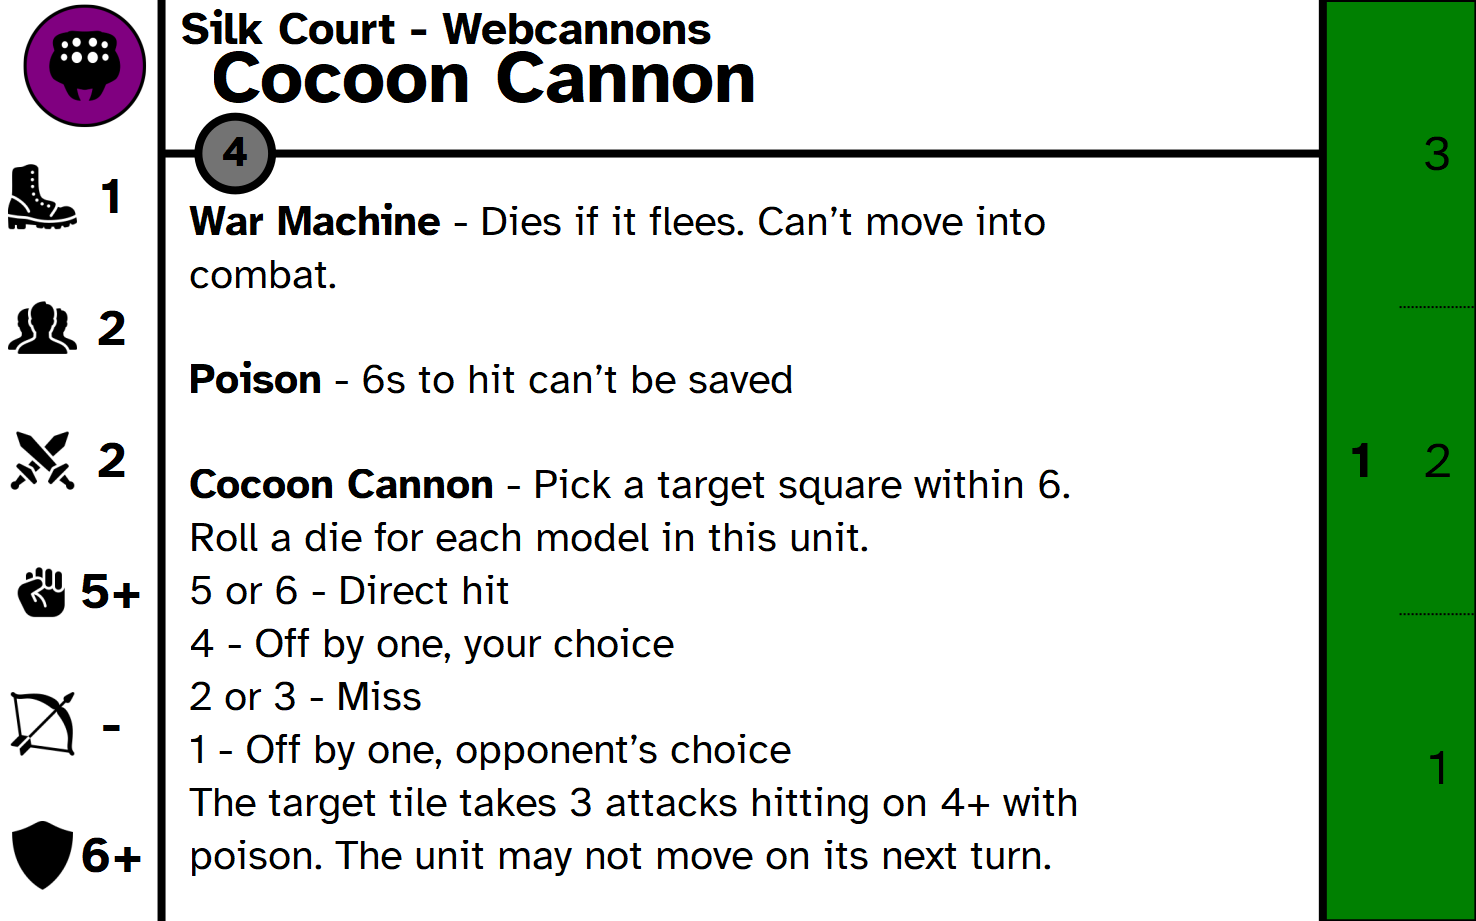 Silk Court - Webcannons
Cocoon Cannon
4
1
2
2
5+
-
6+
War Machine - Dies if it flees. Can’t move into
combat.
Poison - 6s to hit can’t be saved
Cocoon Cannon - Pick a target square within 6.
Roll a die for each model in this unit.
5 or 6 - Direct hit
4 - Off by one, your choice
2 or 3 - Miss
1 - Off by one, opponent’s choice
The target tile takes 3 attacks hitting on 4+ with
poison. The unit may not move on its next turn.
3
1 2
1